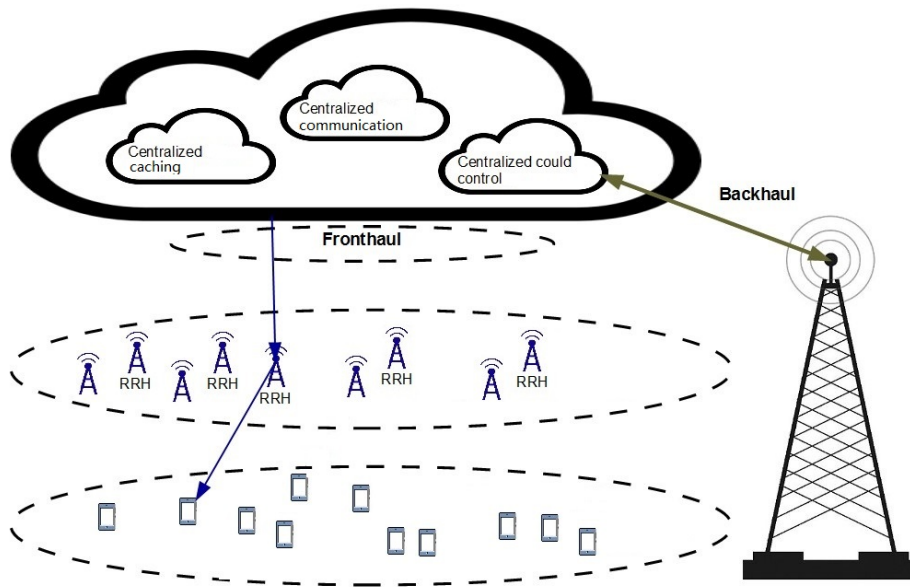 Centralized
communication
Centralized
caching
Centralized could
control
Backhaul
Fronthaul
RRH
RRH
RRH
RRH
RRH